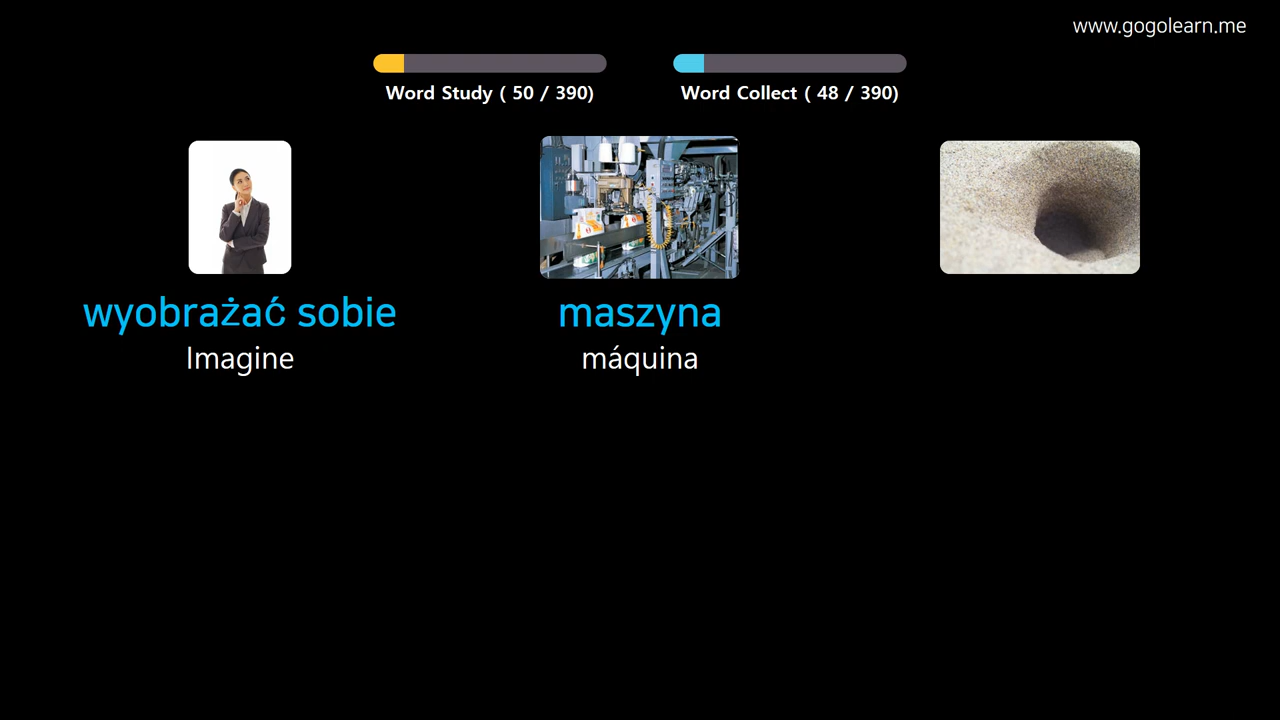 www.gogolearn.me
Word Study ( 50 / 390)
Word Collect ( 48 / 390)
wyobrażać sobie
Imagine
maszyna
máquina